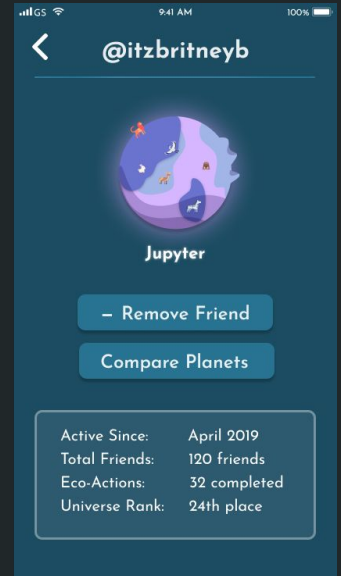 GS 9:41 AM 100%
@itzbritneyb
Jupyter
– Remove Friend
Compare Planets
Active Since: April 2019
Total Friends: 120 friends
Eco-Actions: 32 completed
Universe Rank: 24th place